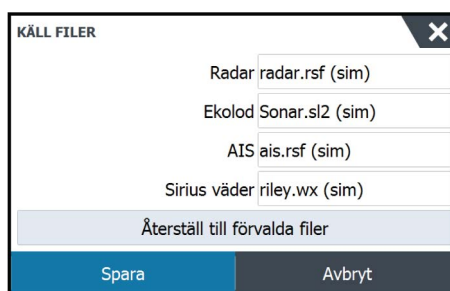 KÄLL FILER
Radar radar.rsf (sim)
Ekolod Sonar.sl2 (sim)
AIS ais.rsf (sim)
Sirius väder riley.wx (sim)
Återställ till förvalda filer
Spara Avbryt